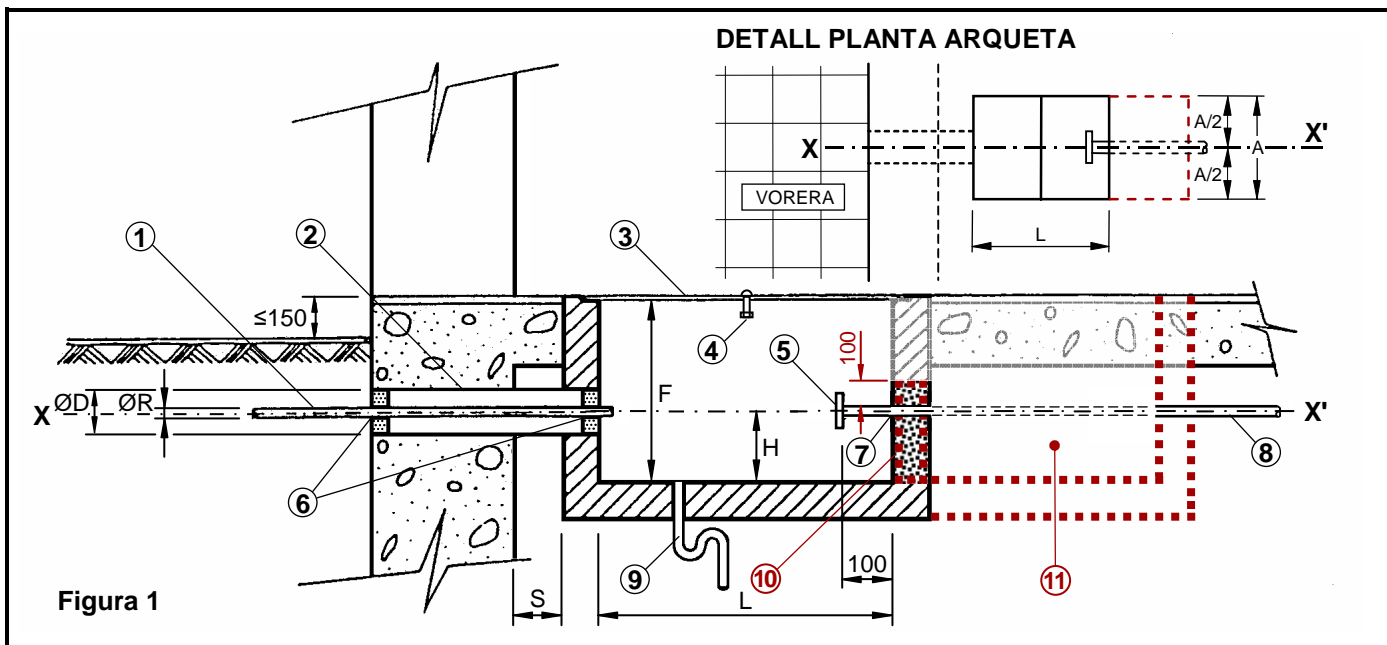 DETALL PLANTA ARQUETA
X
X'
A/2
A
A/2
VORERA
L
1
2
3
≤150
4
5
100
F
X
ØD
ØR
H
7
X'
8
6
9
10
100
11
S
L
Figura 1